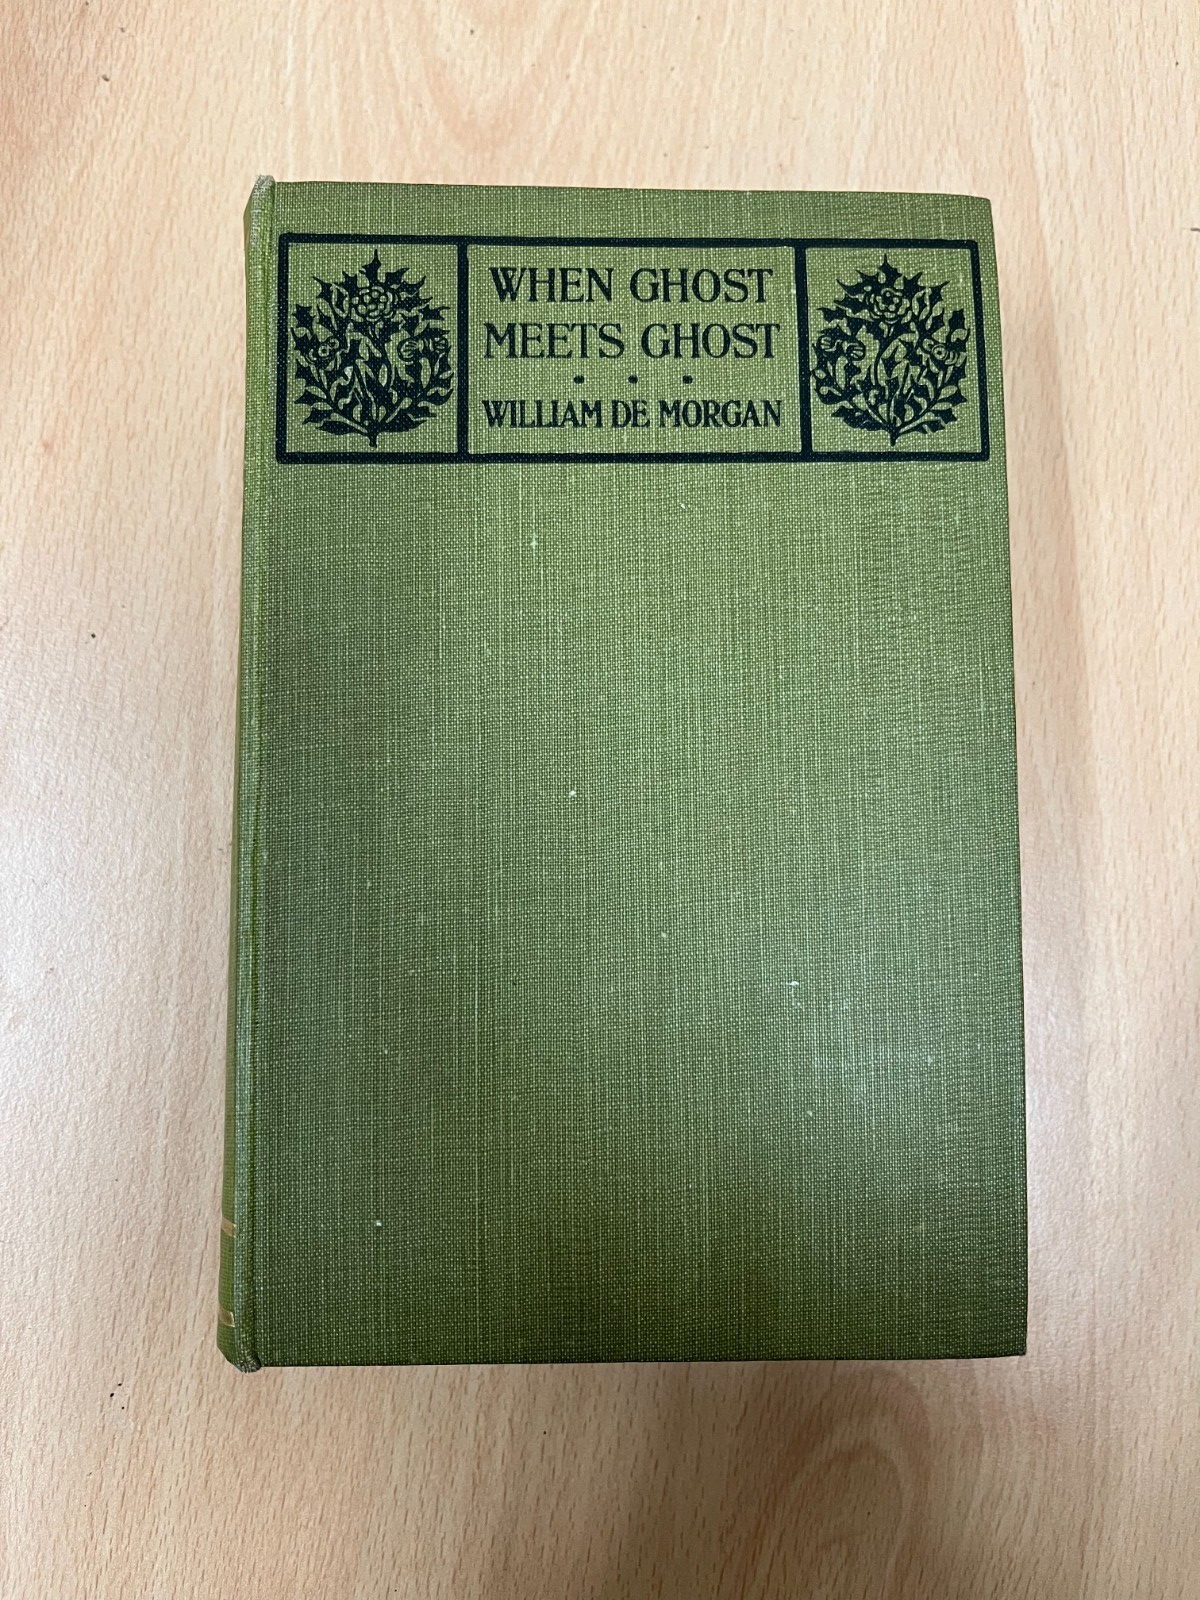 WHEN GHOST
MEETS GHOST
• • •
WILLIAM DE MORGAN